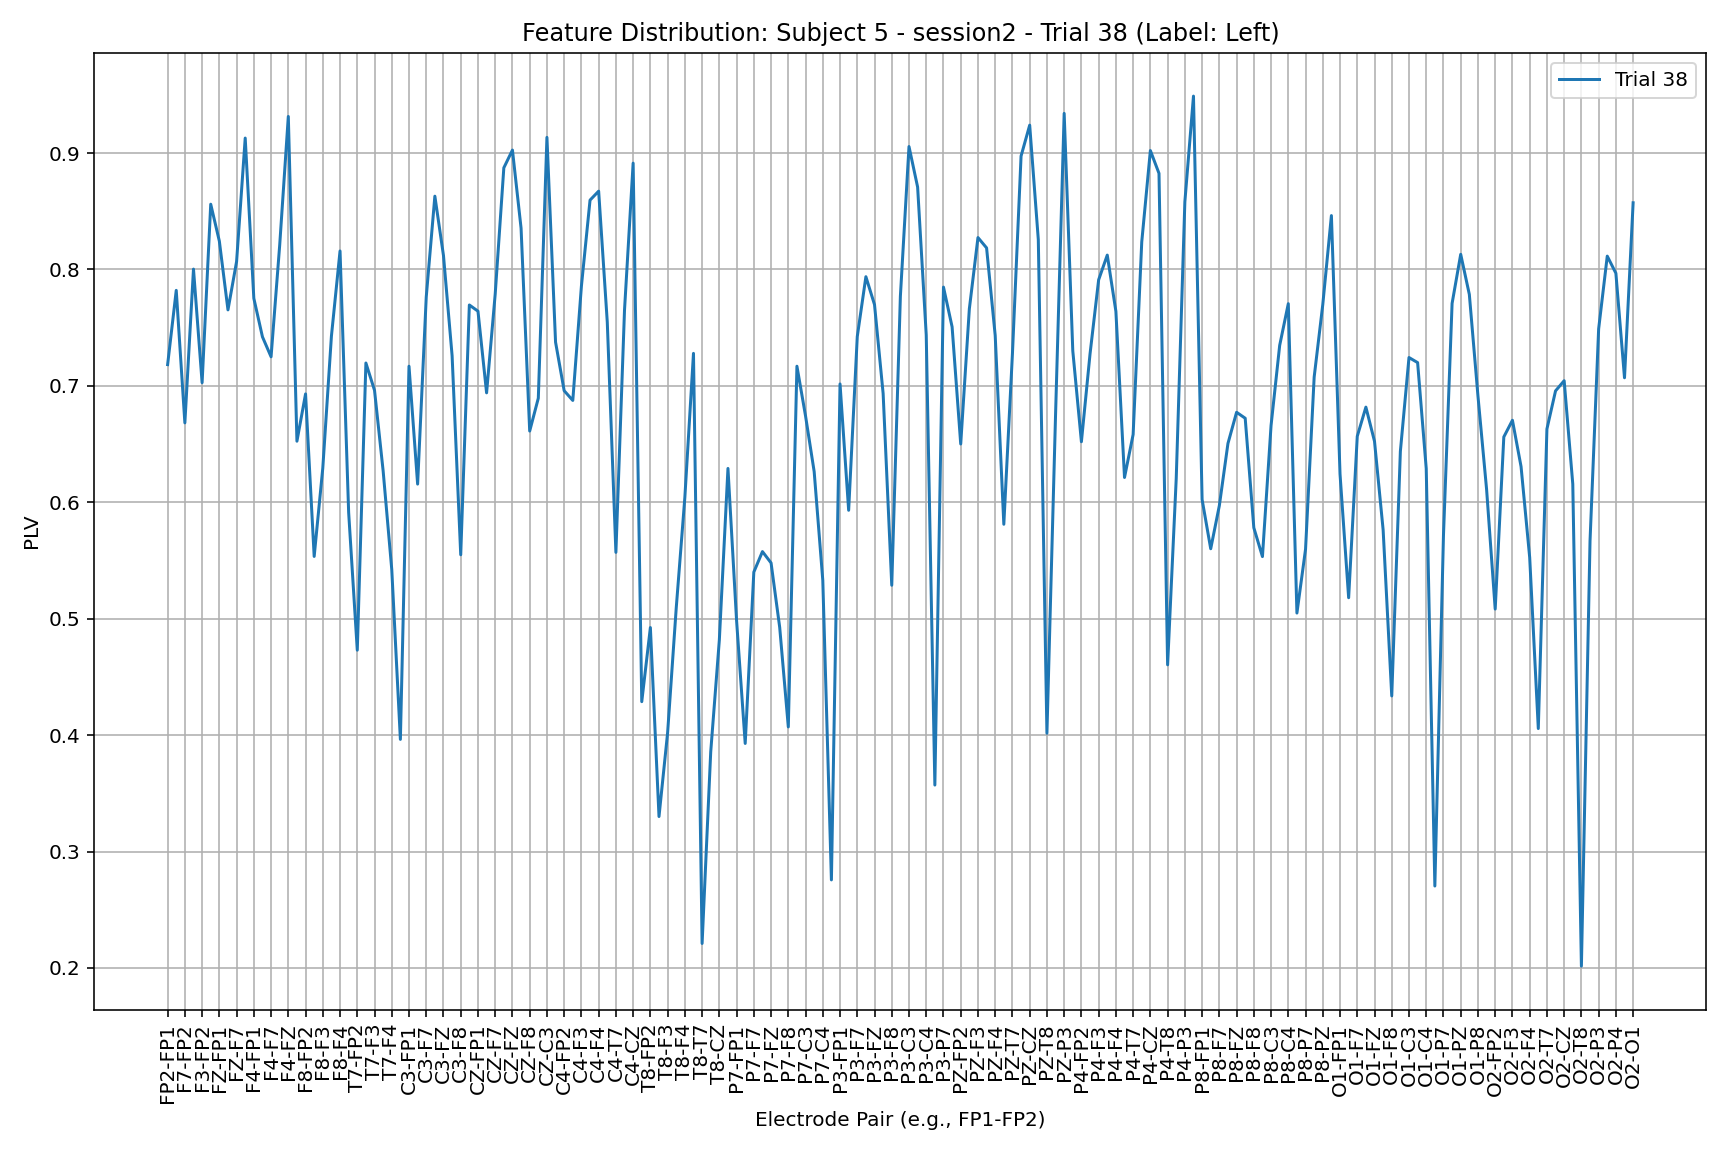 Feature Distribution: Subject 5 - session2 - Trial 38 (Label: Left)
Trial 38
PLV
0.9
0.8
0.7
0.6
0.5
0.4
0.3
0.2
FP2-FP1
F7-FP2
F3-FP2
FZ-FP1
FZ-F7
F4-FP1
F4-F7
F4-FZ
F8-FP2
F8-F3
F8-F4
T7-FP2
T7-F3
T7-F4
C3-FP1
C3-F7
C3-FZ
C3-F8
CZ-FP1
CZ-F7
CZ-FZ
CZ-F8
CZ-C3
C4-FP2
C4-F3
C4-F4
C4-T7
C4-CZ
T8-FP2
T8-F3
T8-F4
T8-T7
T8-CZ
P7-FP1
P7-F7
P7-FZ
P7-F8
P7-C3
P7-C4
P3-FP1
P3-F7
P3-FZ
P3-F8
P3-C3
P3-C4
P3-P7
PZ-FP2
PZ-F3
PZ-F4
PZ-T7
PZ-CZ
PZ-T8
PZ-P3
P4-FP2
P4-F3
P4-F4
P4-T7
P4-CZ
P4-T8
P4-P3
P8-FP1
P8-F7
P8-FZ
P8-F8
P8-C3
P8-C4
P8-P7
P8-PZ
O1-FP1
O1-F7
O1-FZ
O1-F8
O1-C3
O1-C4
O1-P7
O1-PZ
O1-P8
O2-FP2
O2-F3
O2-F4
O2-T7
O2-CZ
O2-T8
O2-P3
O2-P4
O2-O1
Electrode Pair (e.g., FP1-FP2)